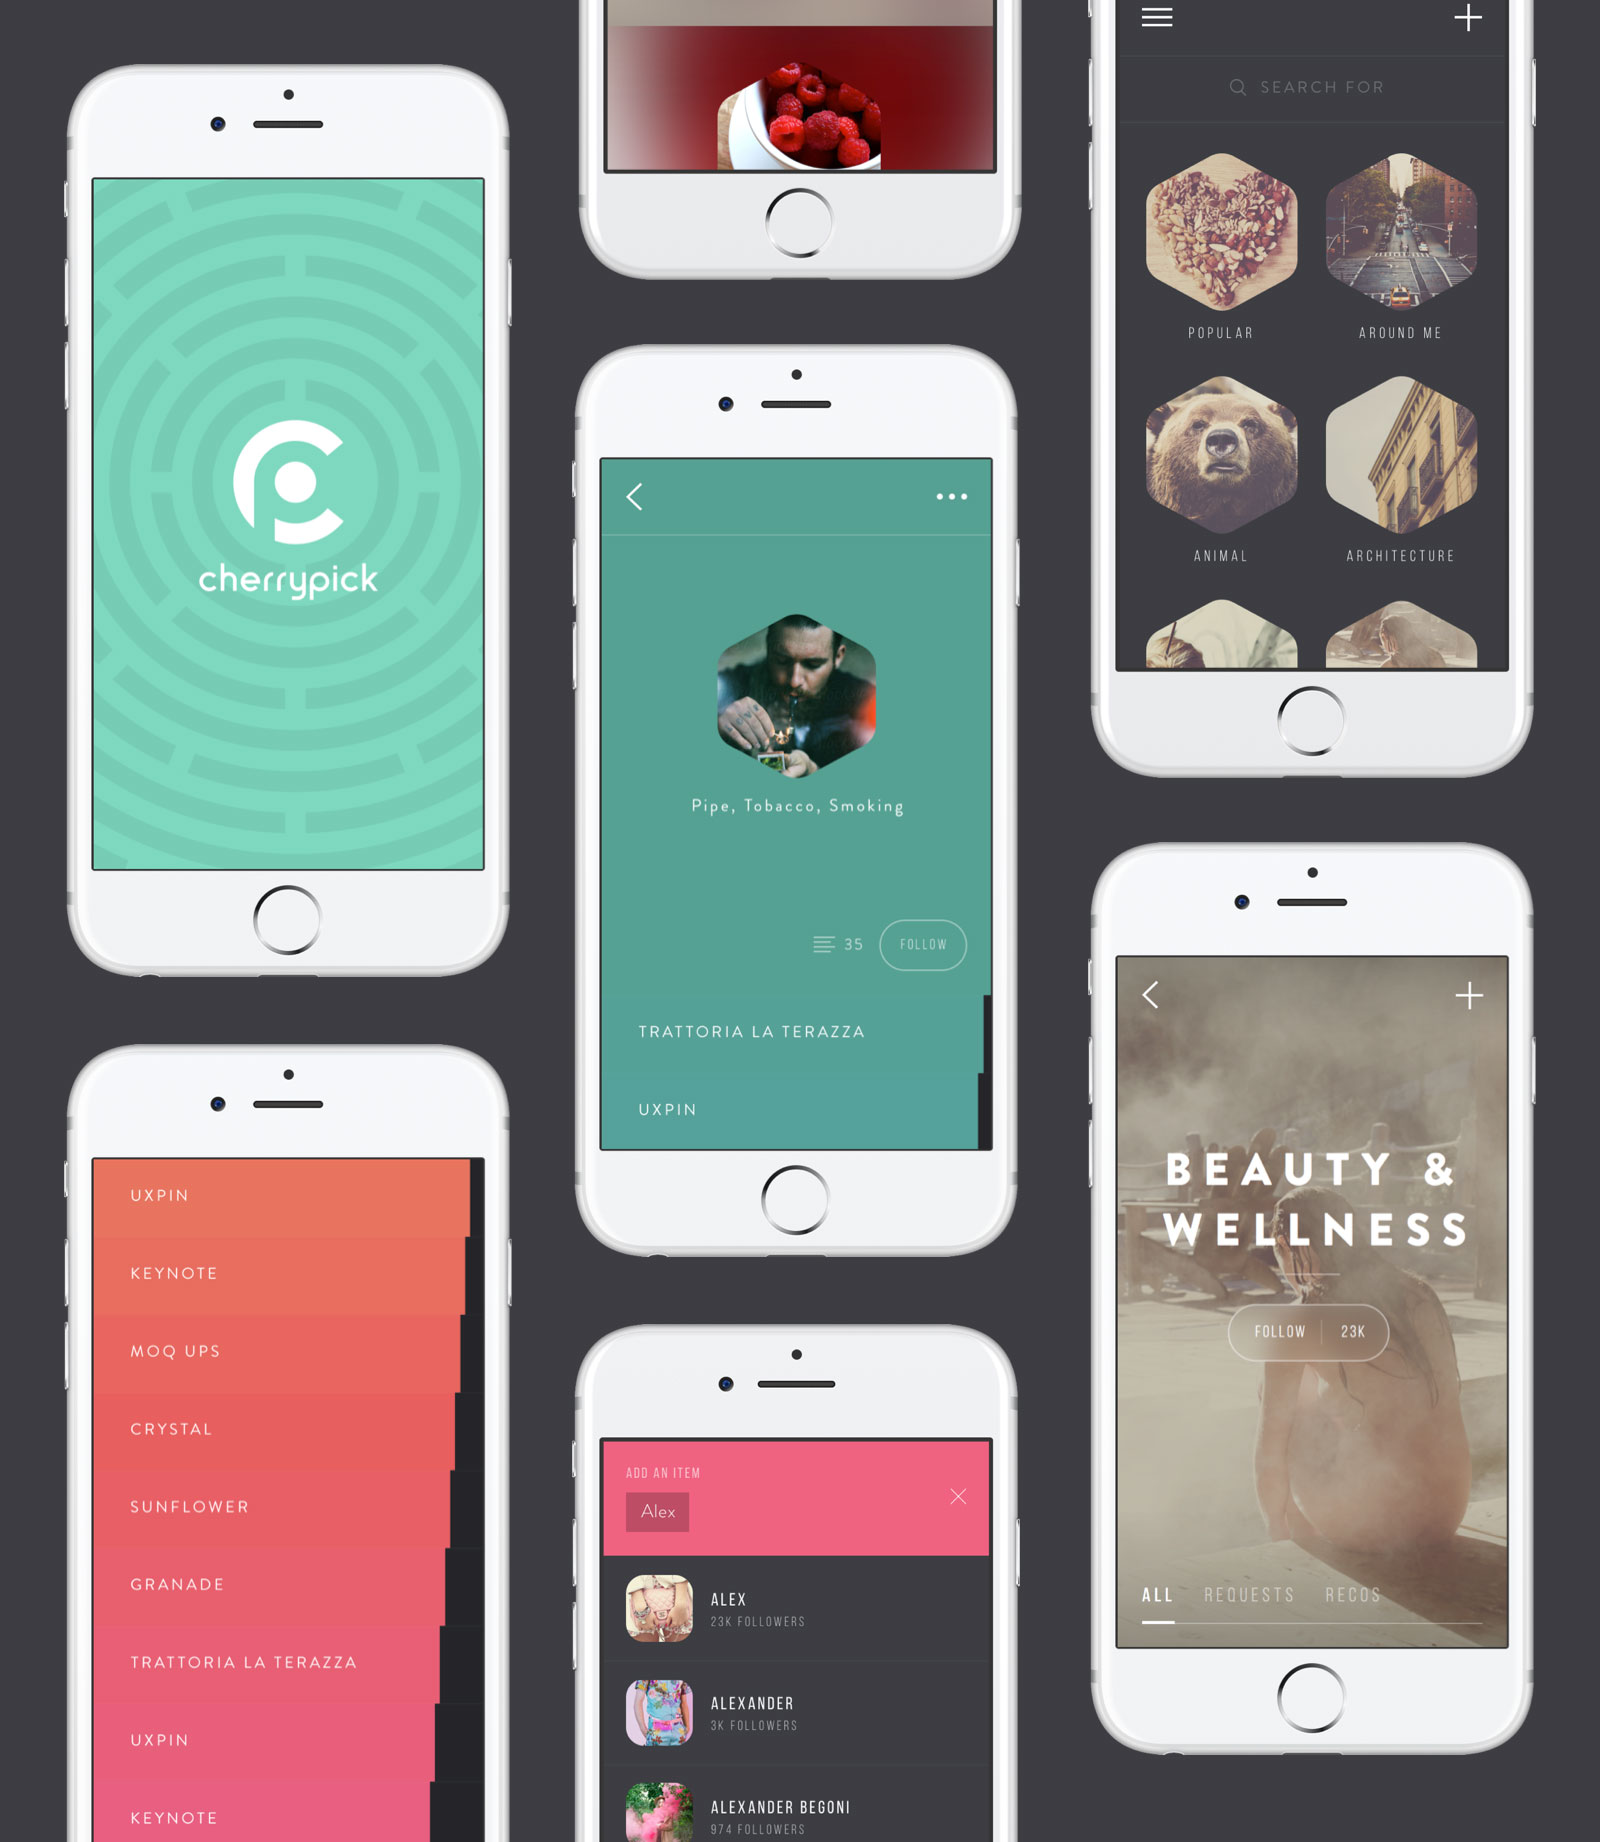 cherrypick
UXPIN
KEYNOTE
MOQ UPS
CRYSTAL
SUNFLOWER
GRANADE
TRATTORIA LA TERAZZA
UXPIN
KEYNOTE
Pipe, Tobacco, Smoking
35 FOLLOW
TRATTORIA LA TERAZZA
UXPIN
ADD AN ITEM
Alex
ALEX
23K FOLLOWERS
ALEXANDER
3K FOLLOWERS
ALEXANDER BEGONI
974 FOLLOWERS
SEARCH FOR
POPULAR AROUND ME
ANIMAL ARCHITECTURE
BEAUTY &
WELLNESS
FOLLOW 23K
ALL REQUESTS RECOS